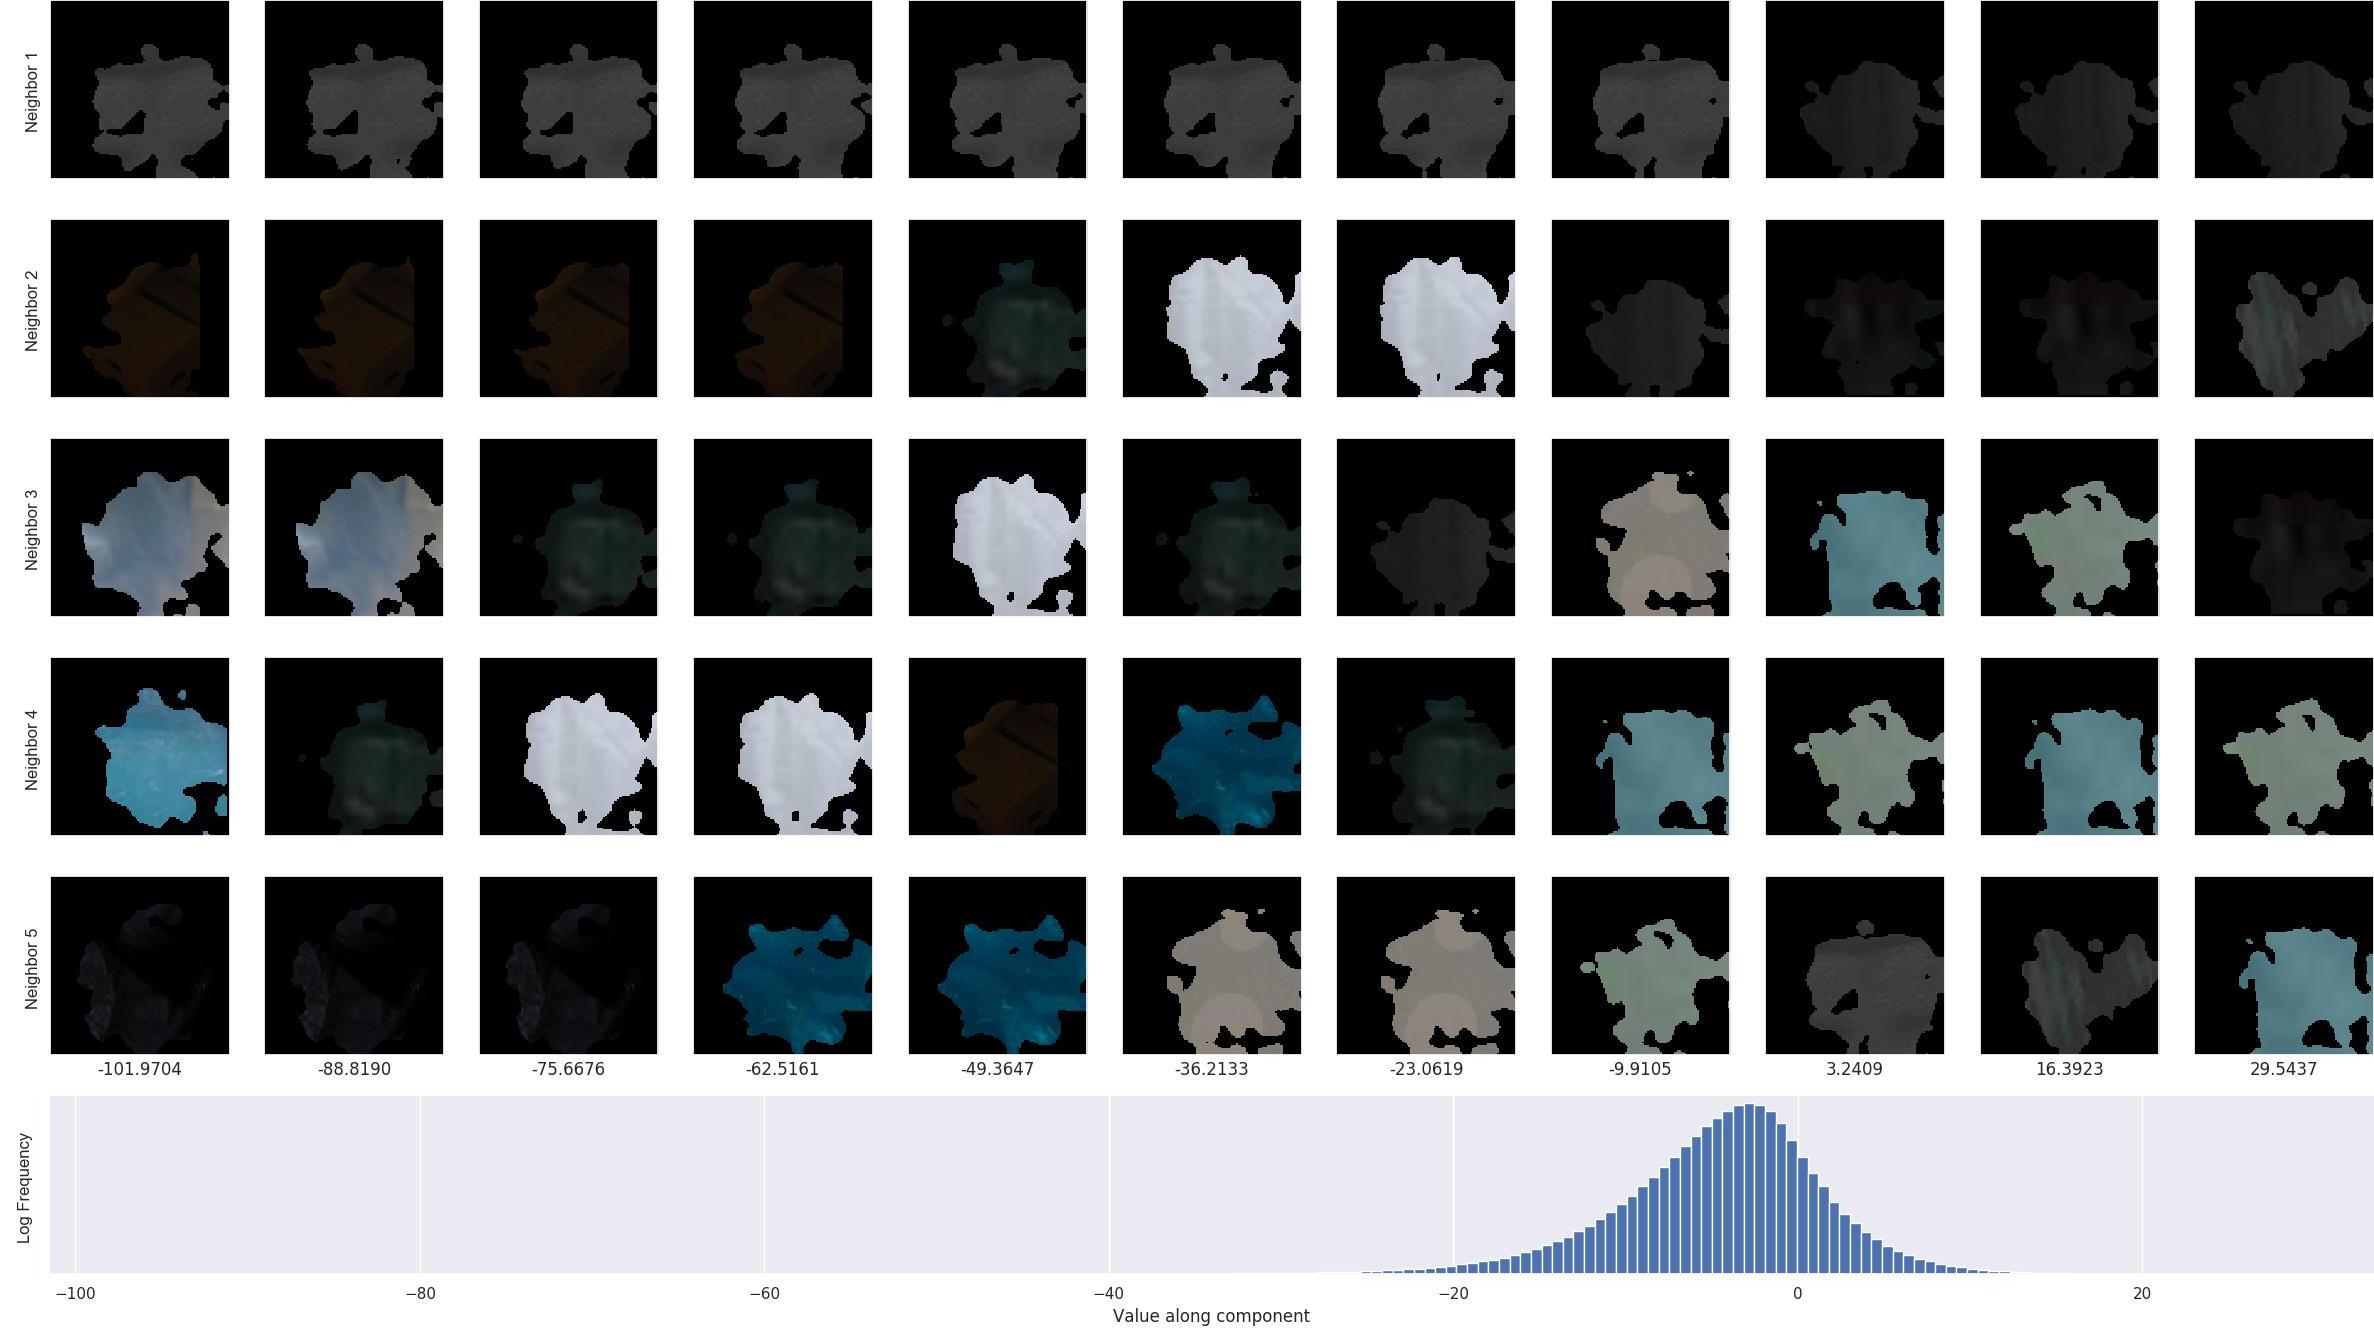 Neighbor 1
Neighbor 2
Neighbor 3
Neighbor 4
Neighbor 5
-101.9704 -88.8190 -75.6676 -62.5161 -49.3647 -36.2133 -23.0619 -9.9105 3.2409 16.3923 29.5437
Log Frequency
−100 −80 −60 −40 −20 0 20
Value along component